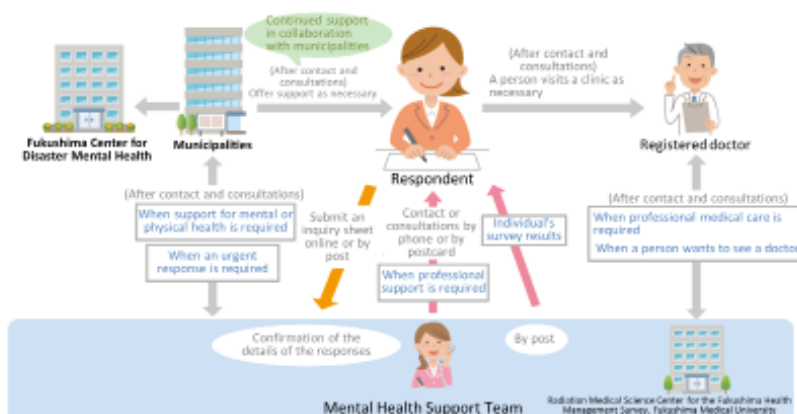 Continued support
in collaboration
with municipalities
(After contact and
consultations)
Offer support as necessary
(After contact and
consultations)
A person visits a clinic as
necessary
Fukushima Center for
Disaster Mental Health
Municipalities
Respondent
Registered doctor
(After contact and consultations)
When support for mental or
physical health is required
When an urgent
response is required
Submit an
inquiry sheet
online or by
post
Contact or
consultations by
phone or by
postcard
When professional
support is required
Individual's
survey results
(After contact and consultations)
When professional medical care is
required
When a person wants to see a doctor
Confirmation of the
details of the responses
By post
Mental Health Support Team
Radiation Medical Science Center for the Fukushima Health
Management Survey, Fukushima Medical University